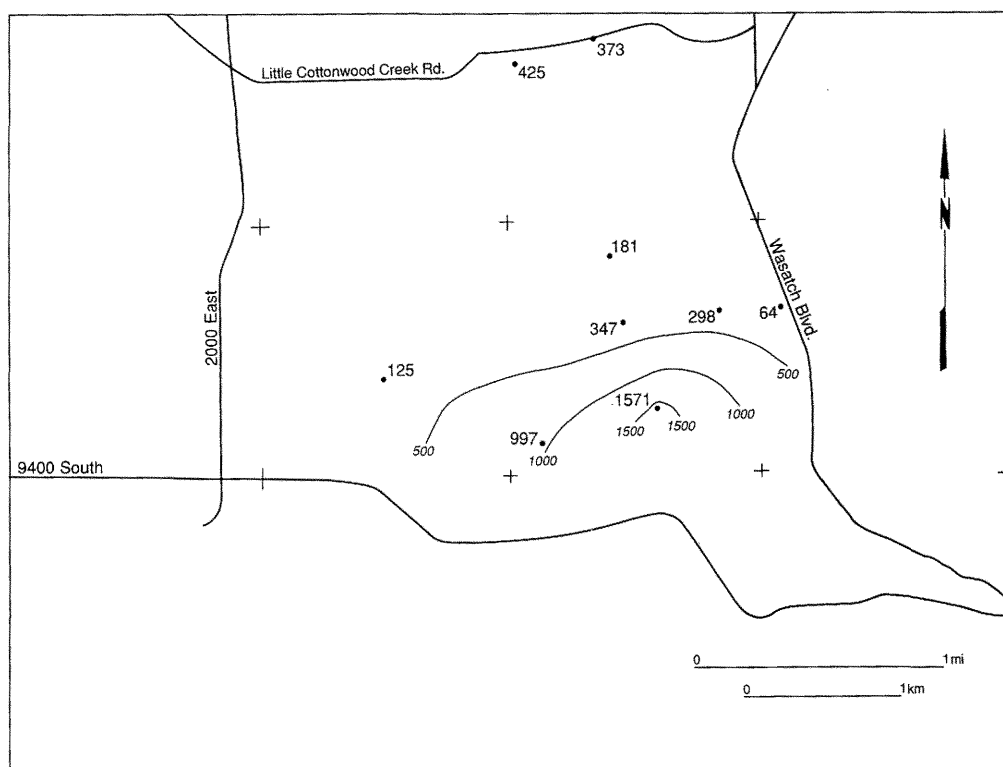 373
425
Little Cottonwood Creek Rd.
N
181
Wasatch Blvd.
2000 East
64
298
347
125
500
1571
1000
1500
1500
997
500
1000
9400 South
0
1mi
0
1km